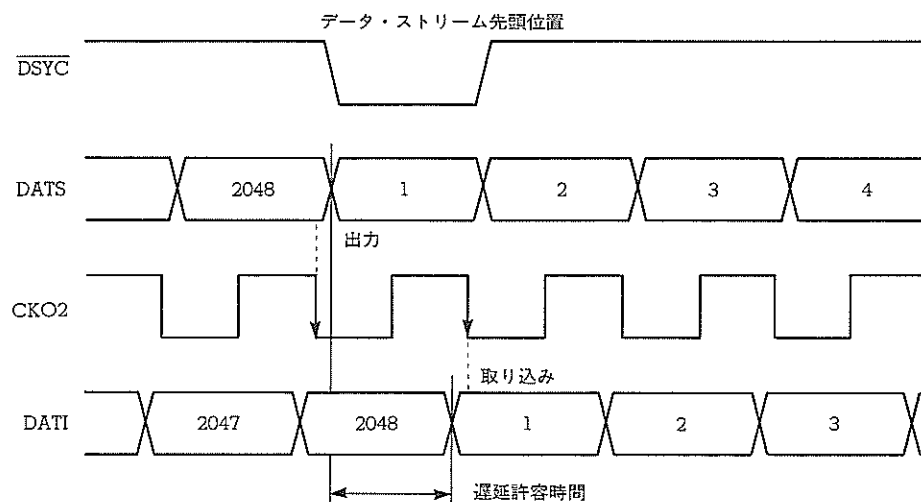 データ・ストリーム先頭位置
DSYC
DATS 2048 1 2 3 4
出力
CKO2
取り込み
DATI 2047 2048 1 2 3
遅延許容時間